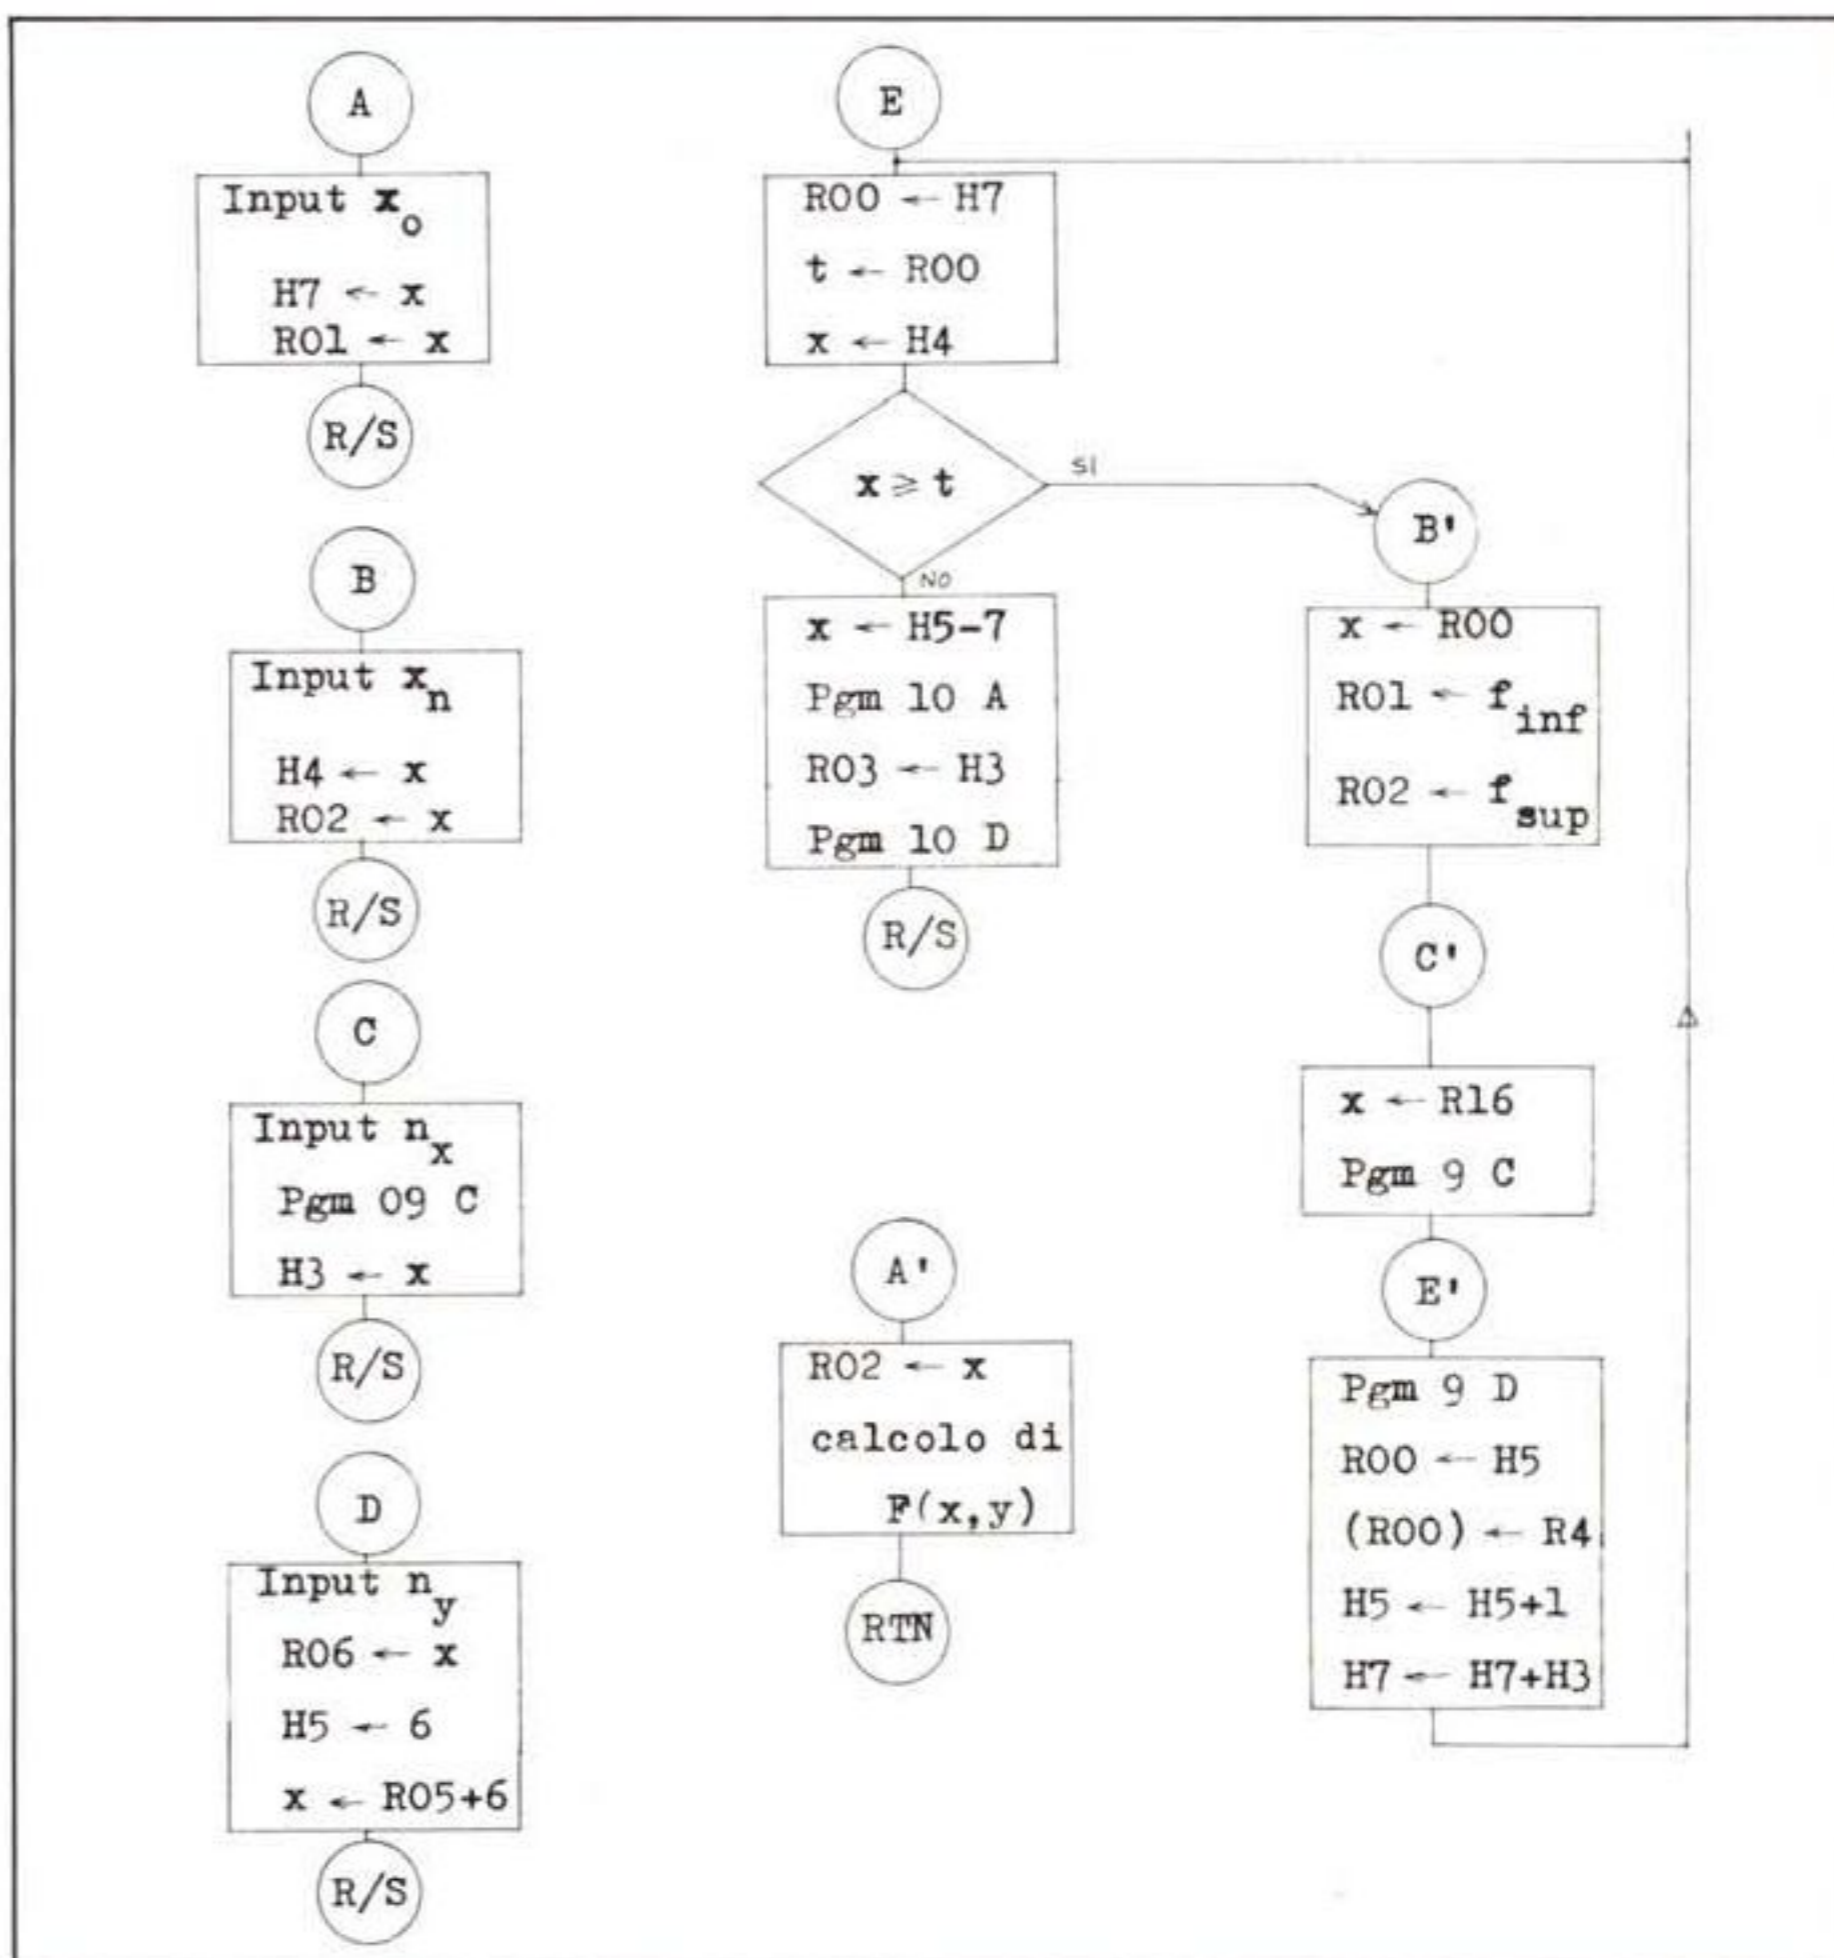 A
Input xo
H7 ← x
R01 ← x
R/S
B
Input xn
H4 ← x
R02 ← x
R/S
C
Input nx
Pgm 09 C
H3 ← x
R/S
D
Input ny
R06 ← x
H5 ← 6
x ← R05+6
R/S
E
R00 ← H7
t ← R00
x ← H4
x ≥ t
SI
NO
x ← H5-7
Pgm 10 A
R03 ← H3
Pgm 10 D
R/S
A'
R02 ← x
calcolo di
F(x,y)
RTN
B'
x ← R00
R01 ← finf
R02 ← fsup
C'
x ← R16
Pgm 9 C
E'
Pgm 9 D
R00 ← H5
(R00) ← R4
H5 ← H5+1
H7 ← H7+H3